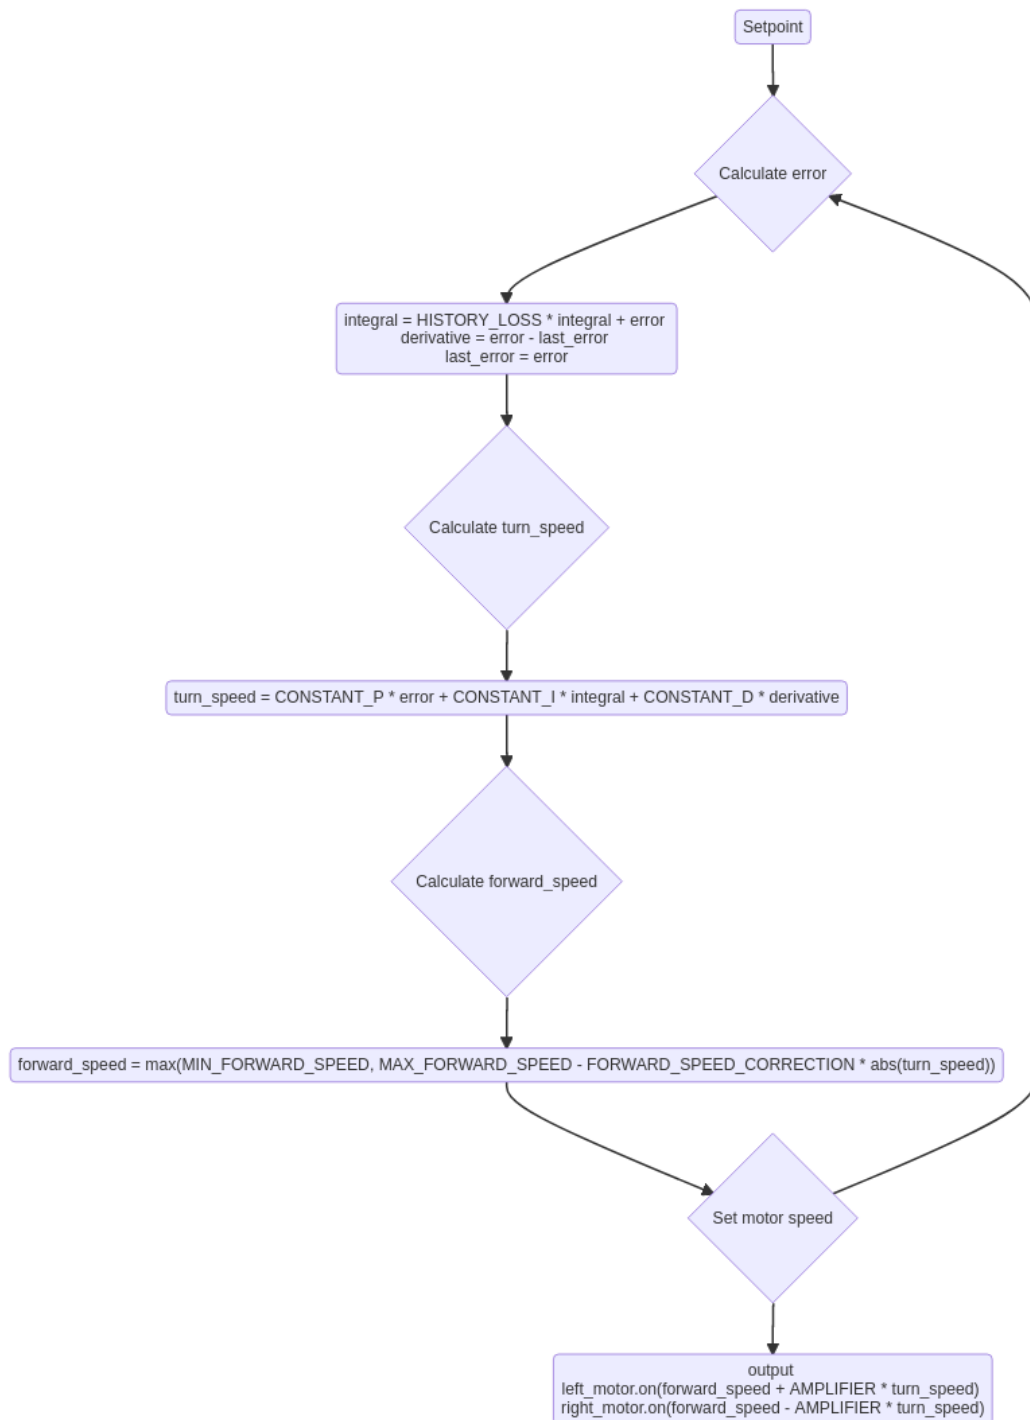 Setpoint
Calculate error
integral = HISTORY_LOSS * integral + error
derivative = error - last_error
last_error = error
Calculate turn_speed
turn_speed = CONSTANT_P * error + CONSTANT_I * integral + CONSTANT_D * derivative
Calculate forward_speed
forward_speed = max(MIN_FORWARD_SPEED, MAX_FORWARD_SPEED - FORWARD_SPEED_CORRECTION * abs(turn_speed))
Set motor speed
output
left_motor.on(forward_speed + AMPLIFIER * turn_speed)
right_motor.on(forward_speed - AMPLIFIER * turn_speed)